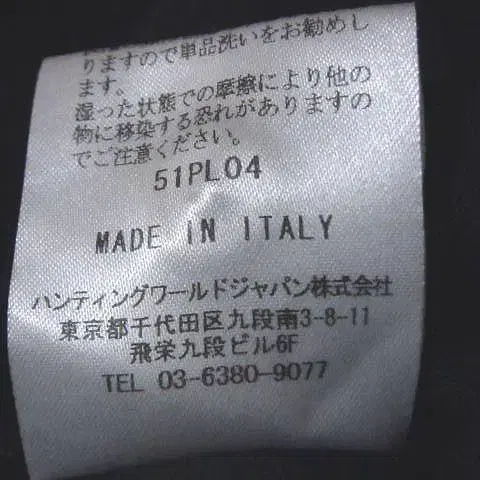 りますので単品洗いをお勧めし
ます。
湿った状態での摩擦により他の
物に移染する恐れがありますの
でご注意ください。
51PL04
MADE IN ITALY
ハンティングワールドジャパン株式会社
東京都千代田区九段南3-8-11
飛栄九段ビル6F
TEL 03-6380-9077